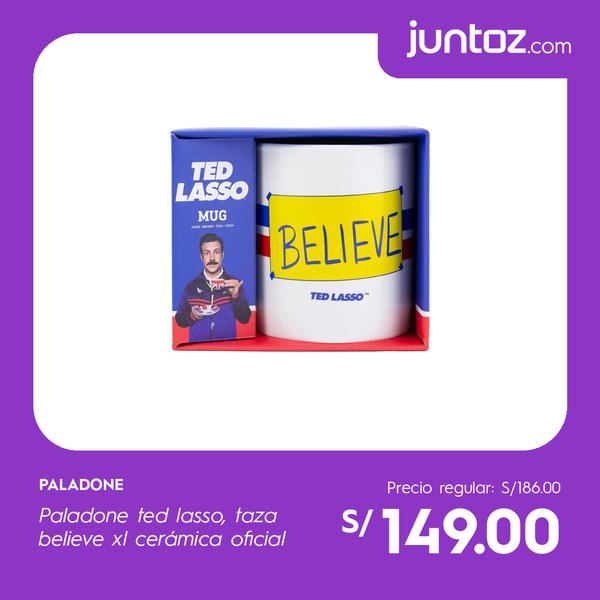 juntoz.com
TED
LASSO
MUG
BELIEVE
TED LASSO™
PALADONE
Paladone ted lasso, taza
believe xl cerámica oficial
Precio regular: S/186.00
S/ 149.00